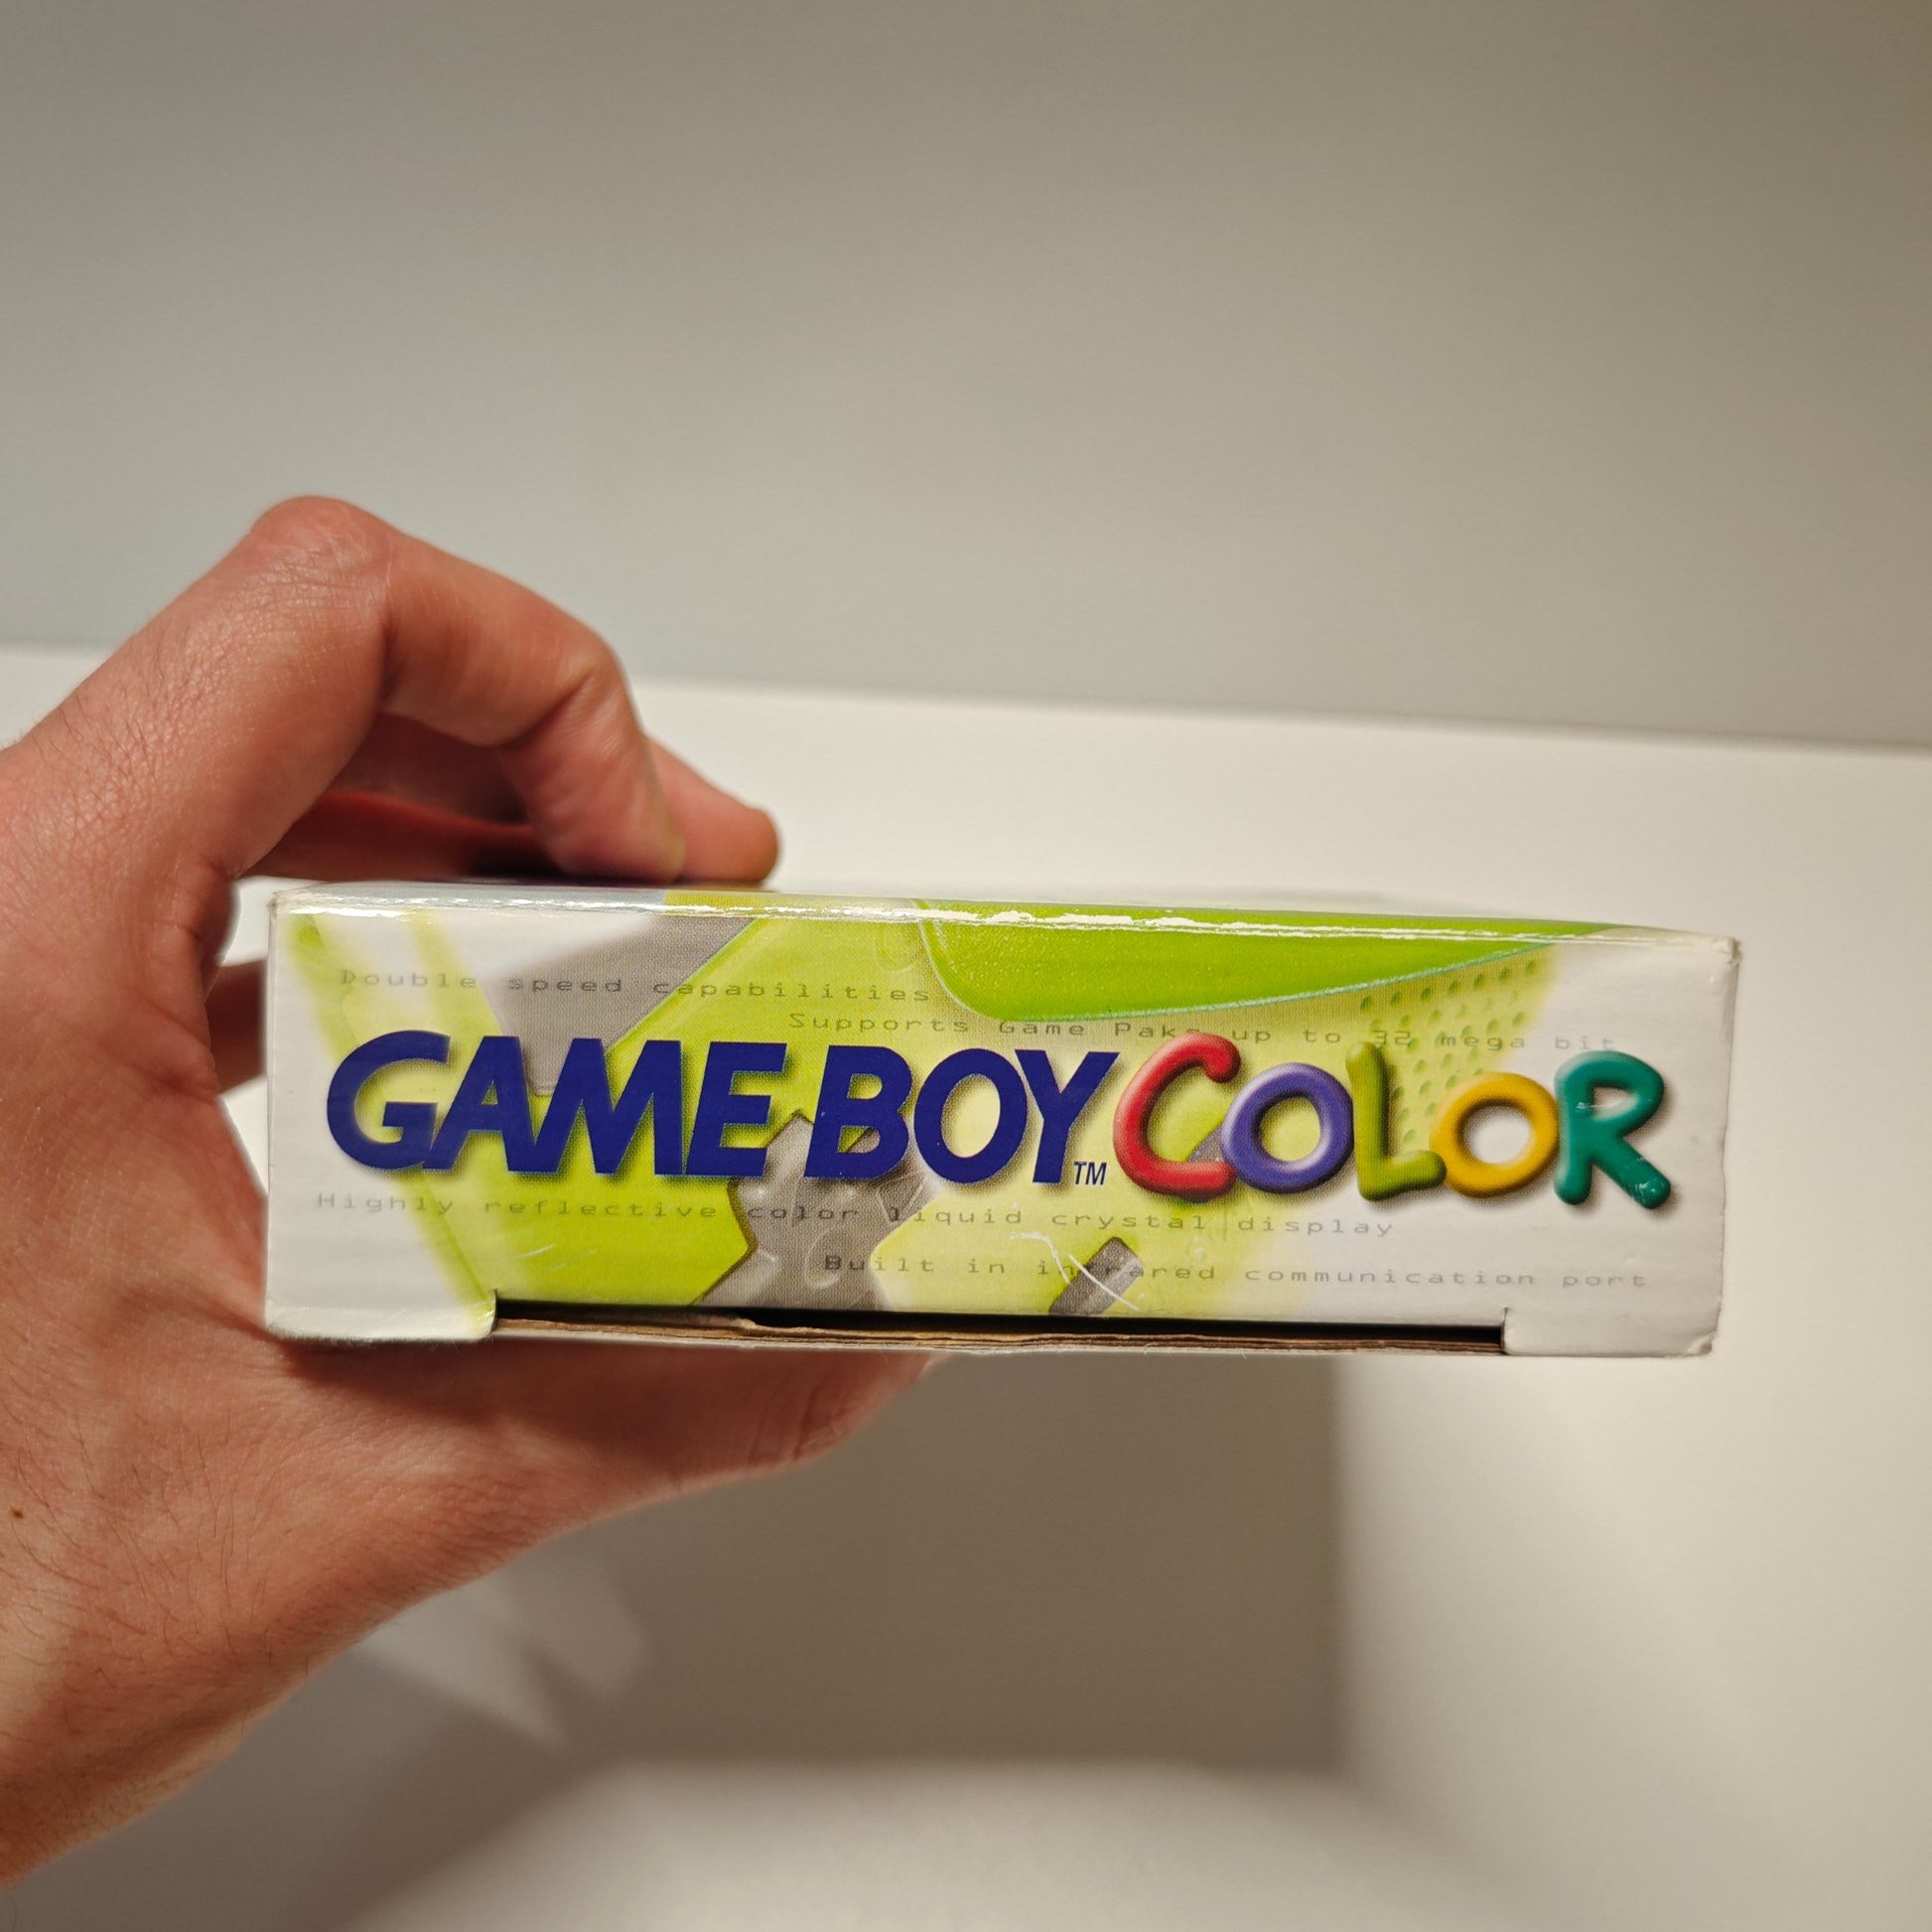 Double speed capabilities
Supports Game Paks up to 32 mega bit
GAME BOY COLOR
TM
Highly reflective color liquid crystal display
Built in infrared communication port